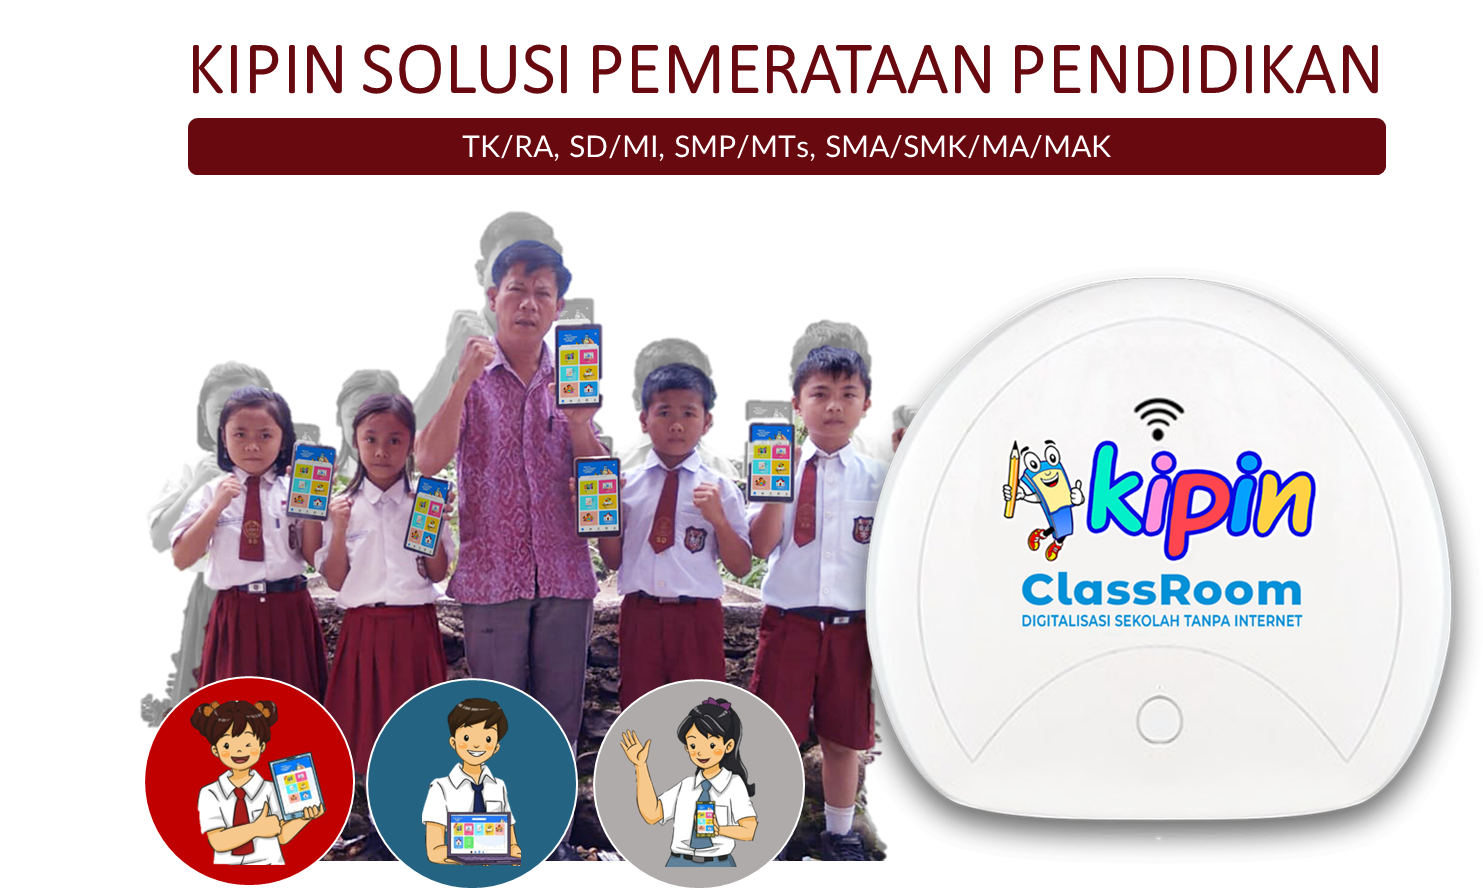 KIPIN SOLUSI PEMERATAAN PENDIDIKAN
TK/RA, SD/MI, SMP/MTs, SMA/SMK/MA/MAK
kipin
ClassRoom
DIGITALISASI SEKOLAH TANPA INTERNET